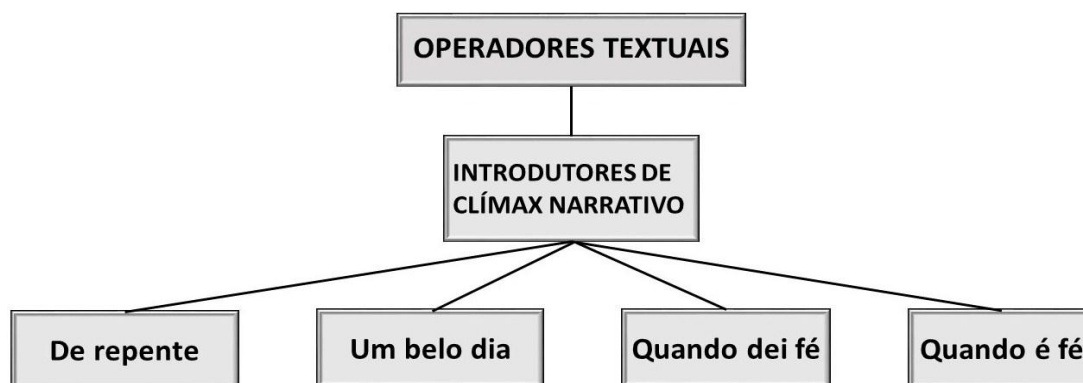 OPERADORES TEXTUAIS
INTRODUTORES DE
CLÍMAX NARRATIVO
De repente
Um belo dia
Quando dei fé
Quando é fé